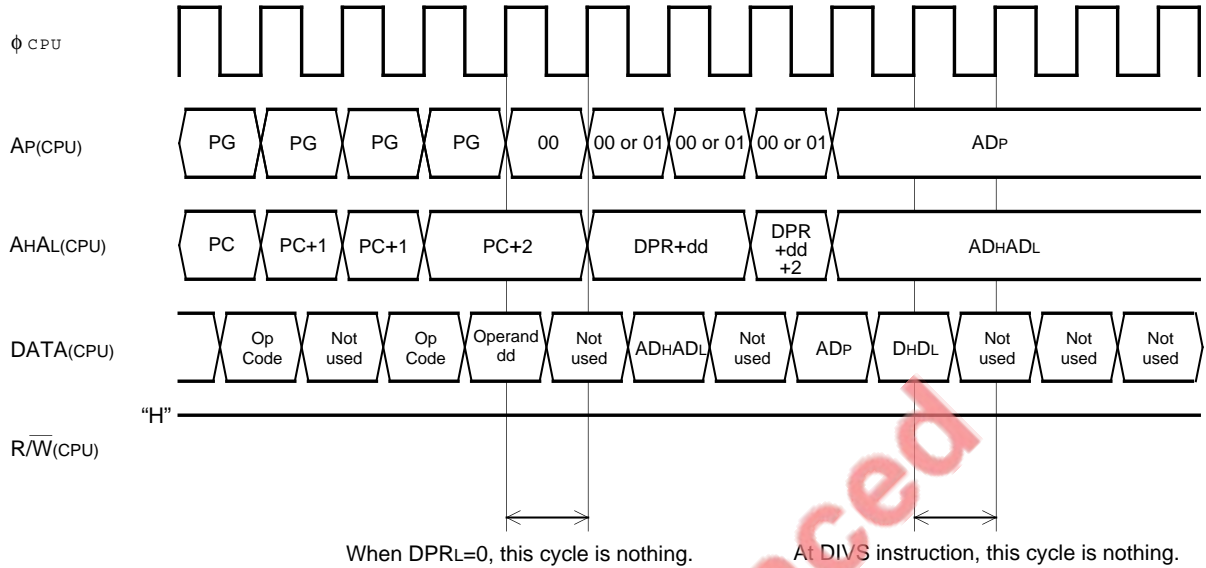 ϕ CPU
AP(CPU)
PG PG PG PG 00 00 or 01 00 or 01 00 or 01 ADP
AHAL(CPU)
PC PC+1 PC+1 PC+2 DPR+dd DPR +dd +2 ADHADL
DATA(CPU)
Op Code Not used Op Code Operand dd Not used ADHADL Not used ADP DHDL Not used Not used Not used
“H”
R/W̅(CPU)
When DPRL=0, this cycle is nothing. At DIVS instruction, this cycle is nothing.
nced